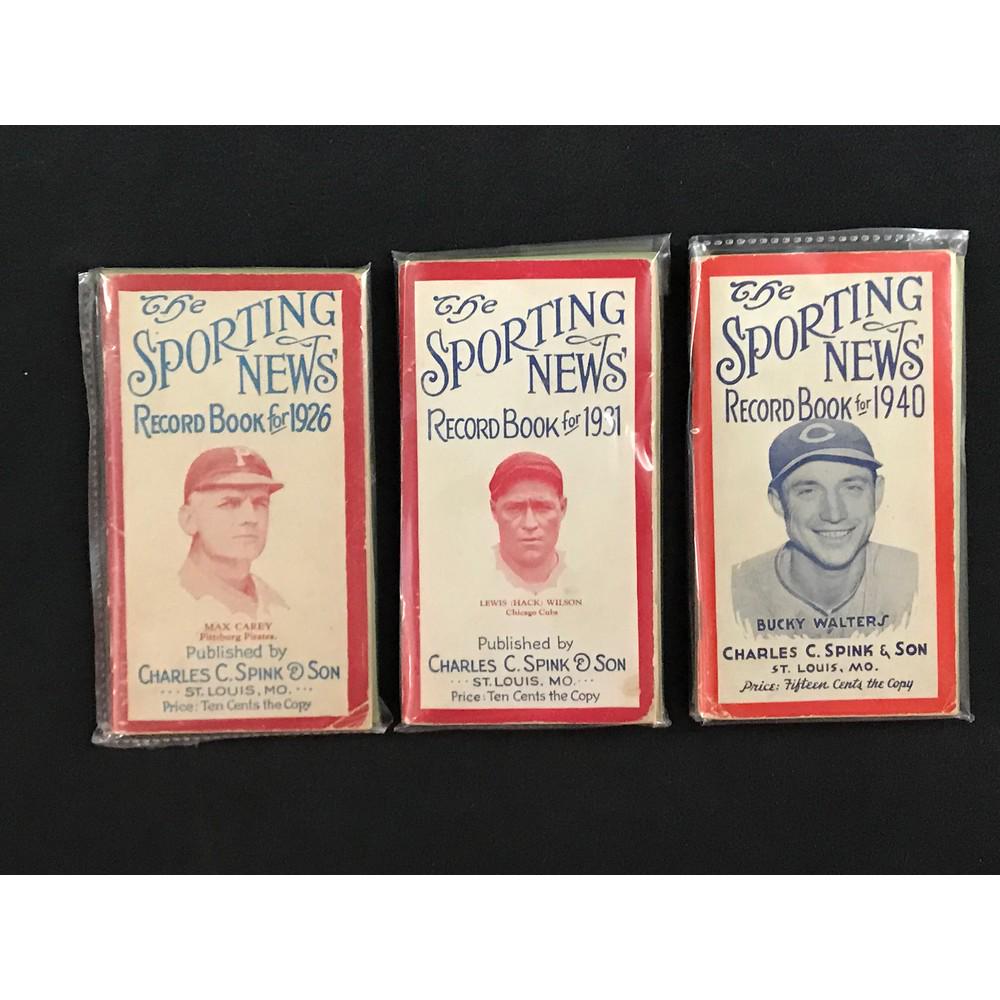 The
SPORTING
NEWS'
RECORD BOOK for 1926
P
MAX CAREY
Pittsburg Pirates.
Published by
CHARLES C. SPINK & SON
··· ST. LOUIS, MO. ···
Price: Ten Cents the Copy
The
SPORTING
NEWS'
RECORD BOOK for 1931
LEWIS (HACK) WILSON
Chicago Cubs
Published by
CHARLES C. SPINK & SON
··· ST. LOUIS, MO. ···
Price: Ten Cents the Copy
The
SPORTING
NEWS'
RECORD BOOK for 1940
C
BUCKY WALTERS
CHARLES C. SPINK & SON
ST. LOUIS, MO.
Price: Fifteen Cents the Copy